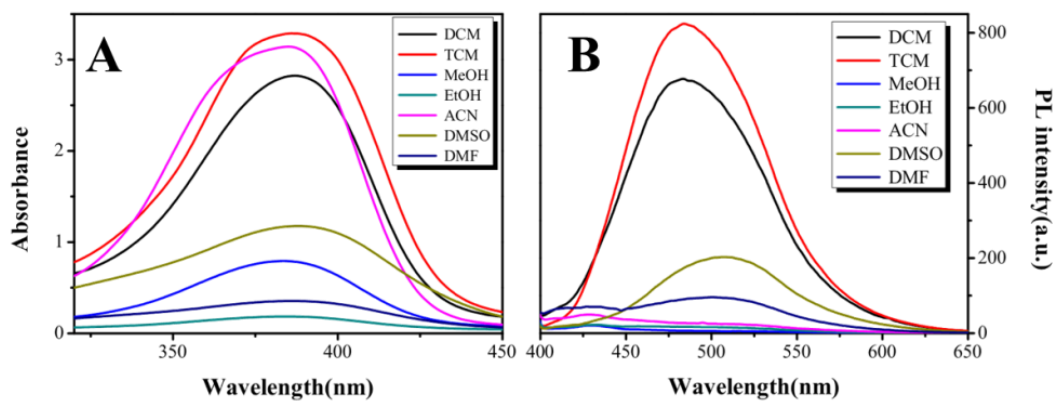 A
DCM
TCM
MeOH
EtOH
ACN
DMSO
DMF
3
2
1
0
Absorbance
350
400
450
Wavelength(nm)
B
DCM
TCM
MeOH
EtOH
ACN
DMSO
DMF
800
600
400
200
0
PL intensity(a.u.)
400
450
500
550
600
650
Wavelength(nm)